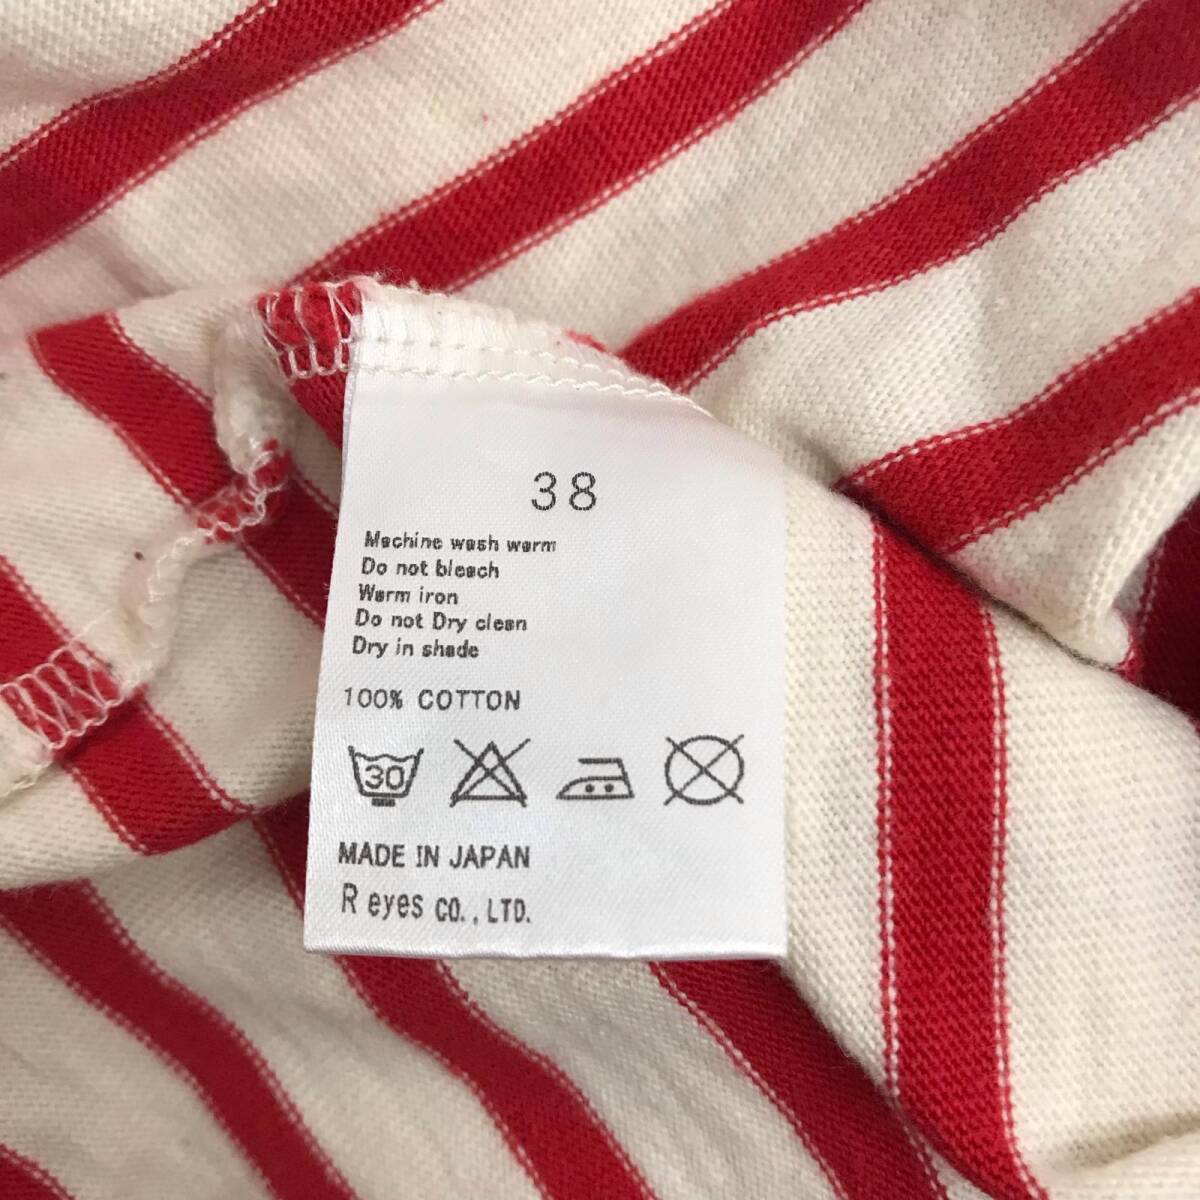 38
Machine wash warm
Do not bleach
Warm iron
Do not Dry clean
Dry in shade
100% COTTON
30
MADE IN JAPAN
R eyes CO., LTD.